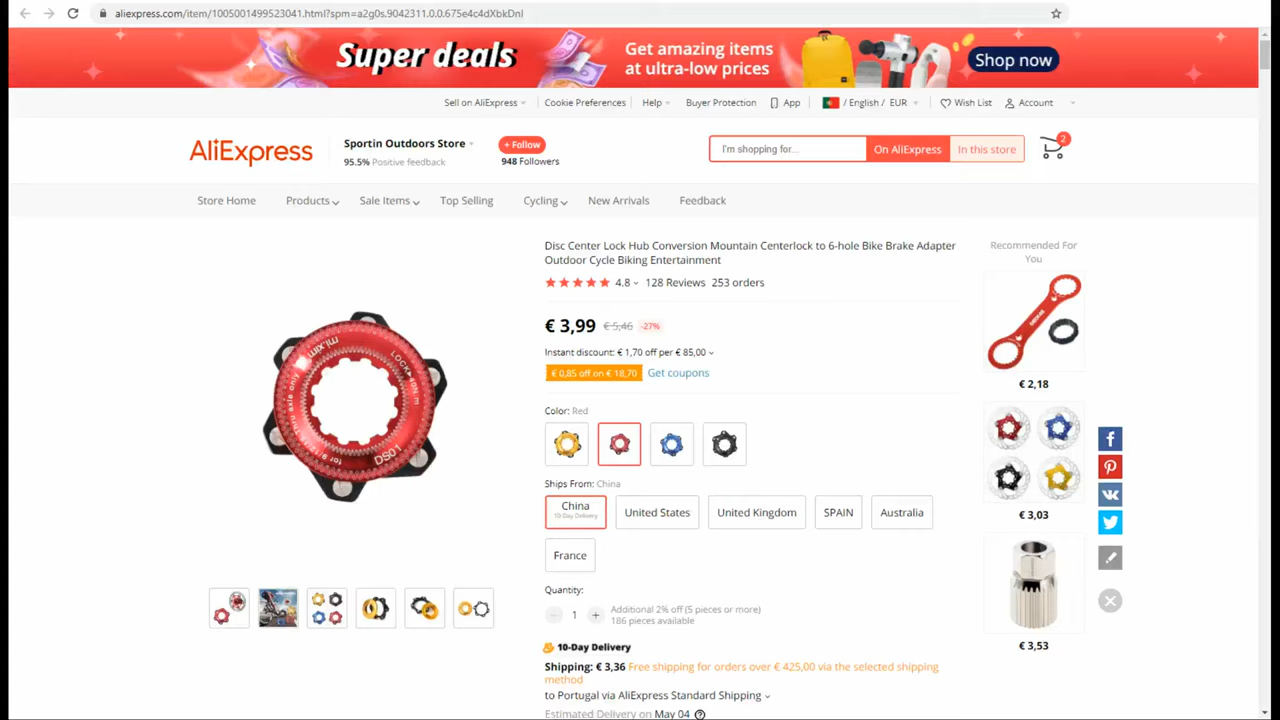 aliexpress.com/item/1005001499523041.html?spm=a2g0s.9042311.0.0.675e4c4dXbkDnl
Super deals
Get amazing items
at ultra-low prices
Shop now
Sell on AliExpress
Cookie Preferences
Help
Buyer Protection
App
/ English / EUR
Wish List
Account
AliExpress
Sportin Outdoors Store
95.5% Positive feedback
+ Follow
948 Followers
I'm shopping for...
On AliExpress
In this store
2
Store Home
Products
Sale Items
Top Selling
Cycling
New Arrivals
Feedback
Disc Center Lock Hub Conversion Mountain Centerlock to 6-hole Bike Brake Adapter
Outdoor Cycle Biking Entertainment
4.8
128 Reviews
253 orders
€ 3,99
€ 5,46
-27%
Instant discount: € 1,70 off per € 85,00
€ 0,85 off on € 18,70
Get coupons
Color: Red
Ships From: China
China
10-Day Delivery
United States
United Kingdom
SPAIN
Australia
France
Quantity:
1
Additional 2% off (5 pieces or more)
186 pieces available
10-Day Delivery
Shipping: € 3,36 Free shipping for orders over € 425,00 via the selected shipping
method
to Portugal via AliExpress Standard Shipping
Estimated Delivery on May 04
Recommended For
You
€ 2,18
€ 3,03
€ 3,53
mi.xim
LOCK 40N.m
DS01